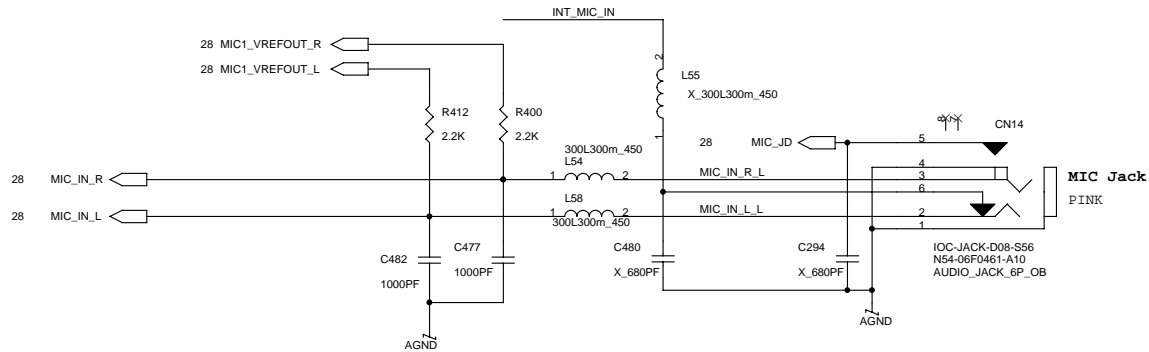 INT_MIC_IN
28 MIC1_VREFOUT_R
28 MIC1_VREFOUT_L
2
L55
X_300L300m_450
1
R412
2.2K
R400
2.2K
28 MIC_JD
5
CN14
8
7
300L300m_450
L54
28 MIC_IN_R
1
2
MIC_IN_R_L
4
3
MIC Jack
6
PINK
L58
28 MIC_IN_L
1
2
MIC_IN_L_L
2
300L300m_450
1
C482
1000PF
C477
1000PF
C480
X_680PF
C294
X_680PF
IOC-JACK-D08-S56
N54-06F0461-A10
AUDIO_JACK_6P_OB
AGND
AGND